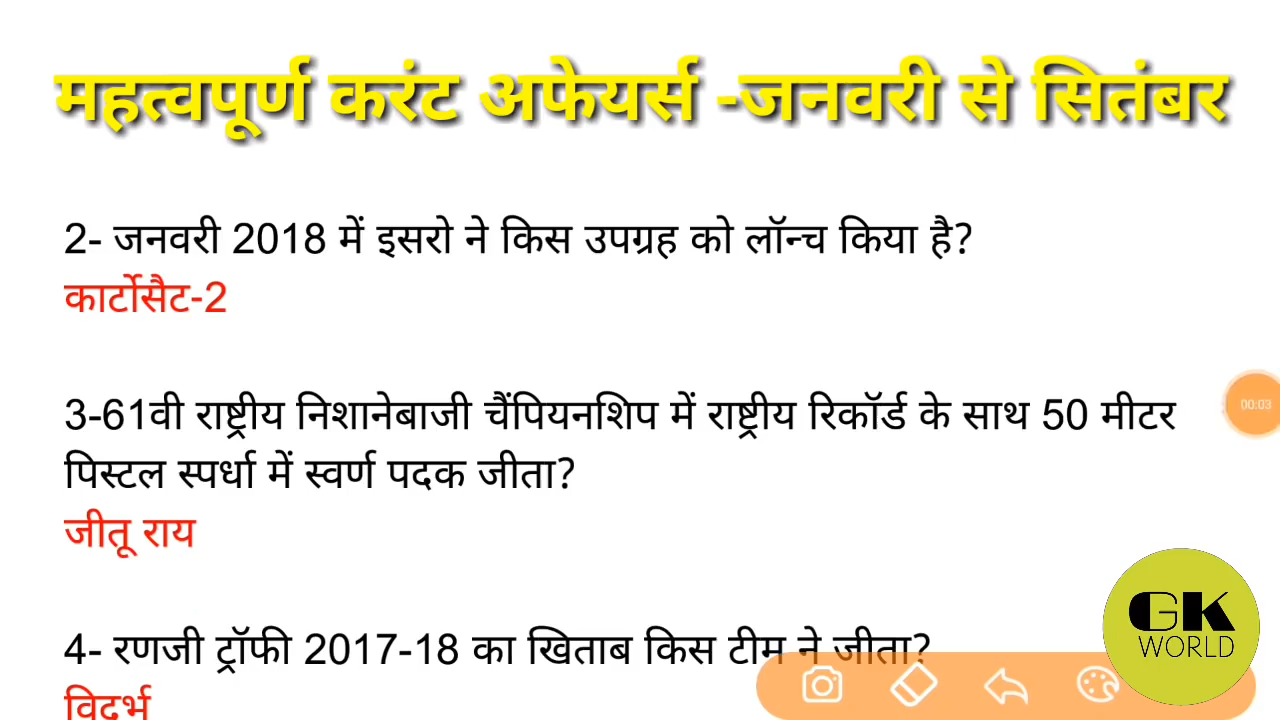 महत्वपूर्ण करंट अफेयर्स -जनवरी से सितंबर
2- जनवरी 2018 में इसरो ने किस उपग्रह को लॉन्च किया है?
कार्टोसैट-2
3-61वी राष्ट्रीय निशानेबाजी चैंपियनशिप में राष्ट्रीय रिकॉर्ड के साथ 50 मीटर
पिस्टल स्पर्धा में स्वर्ण पदक जीता?
जीतू राय
00:03
4- रणजी ट्रॉफी 2017-18 का खिताब किस टीम ने जीता?
विदर्भ
GK
WORLD